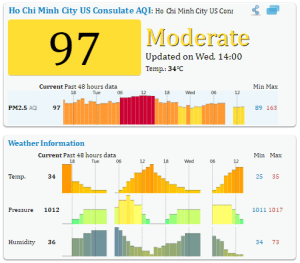 Ho Chi Minh City US Consulate AQI: Ho Chi Minh City US Cons
97
Moderate
Updated on Wed. 14:00
Temp.: 34°C
Current Past 48 hours data Min Max
18 Tue 06 12 18 Wed 06 12
PM2.5 AQI 97 89 163
Weather Information
Current Past 48 hours data Min Max
18 Tue 06 12 18 Wed 06 12
Temp. 34 25 35
Pressure 1012 1011 1017
Humidity 36 34 73